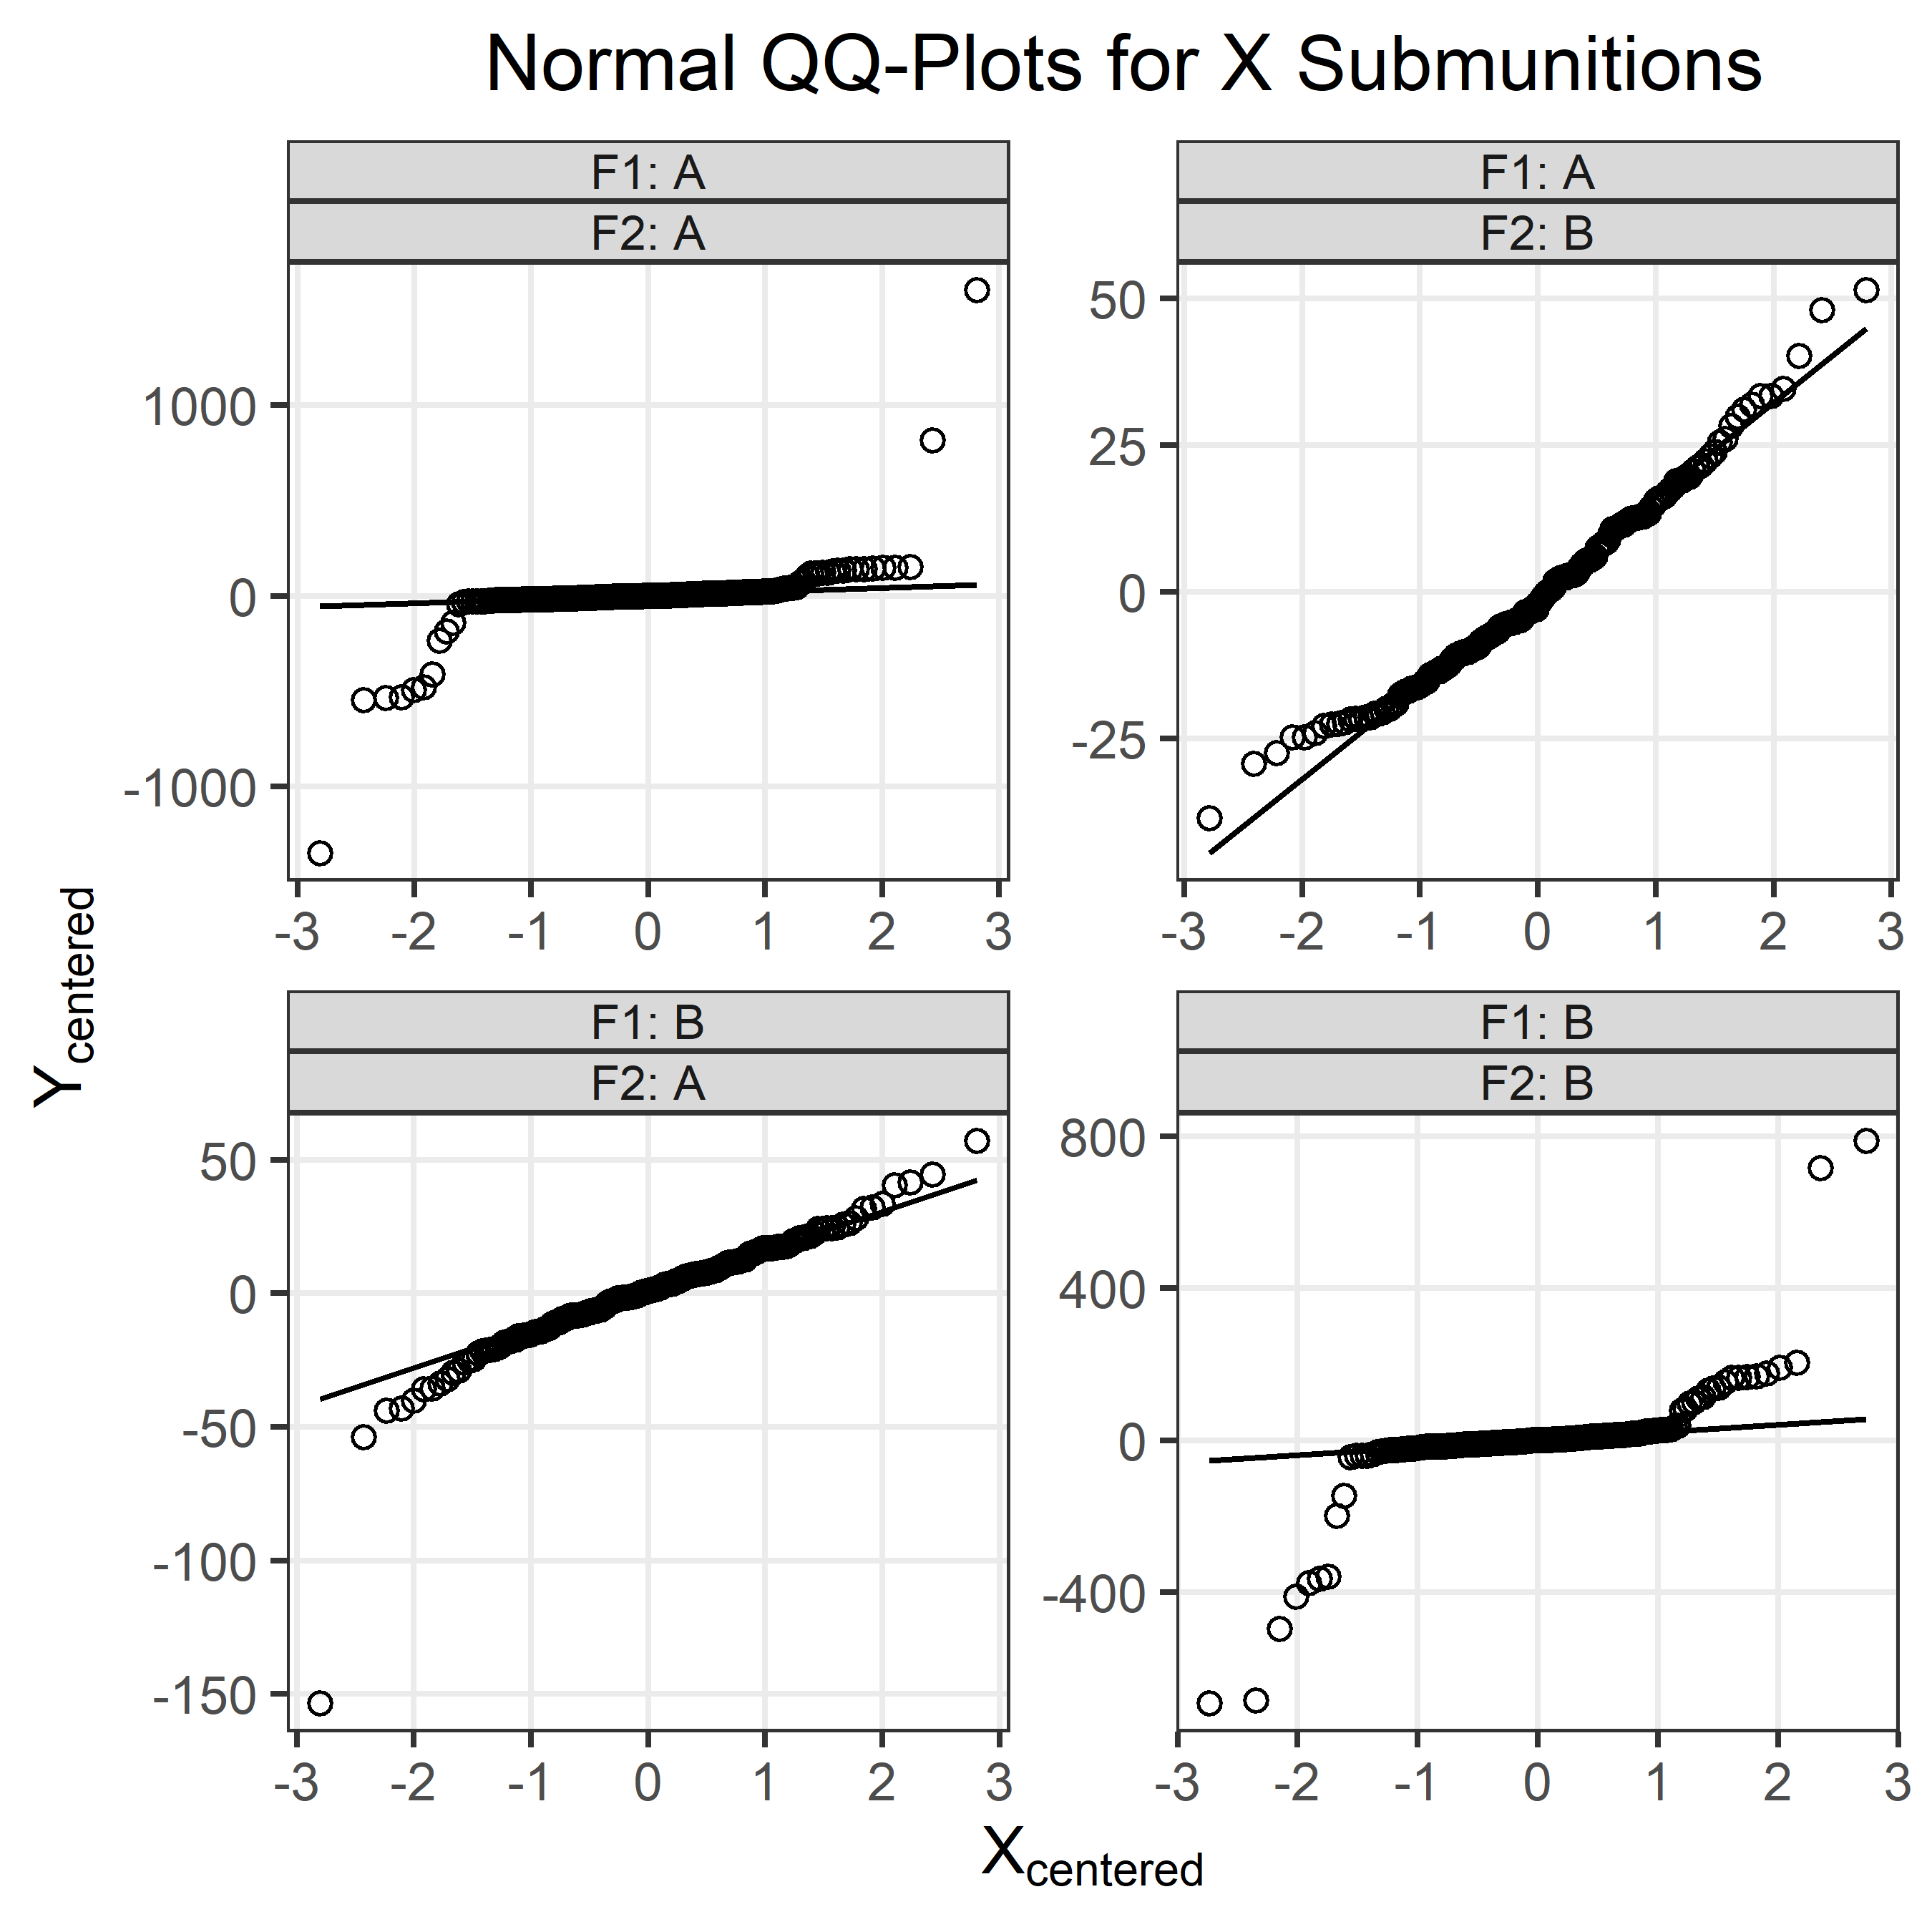 Normal QQ-Plots for X Submunitions
F1: A
F2: A
1000
0
-1000
-3 -2 -1 0 1 2 3
F1: A
F2: B
50
25
0
-25
-3 -2 -1 0 1 2 3
F1: B
F2: A
50
0
-50
-100
-150
-3 -2 -1 0 1 2 3
F1: B
F2: B
800
400
0
-400
-3 -2 -1 0 1 2 3
Ycentered
Xcentered